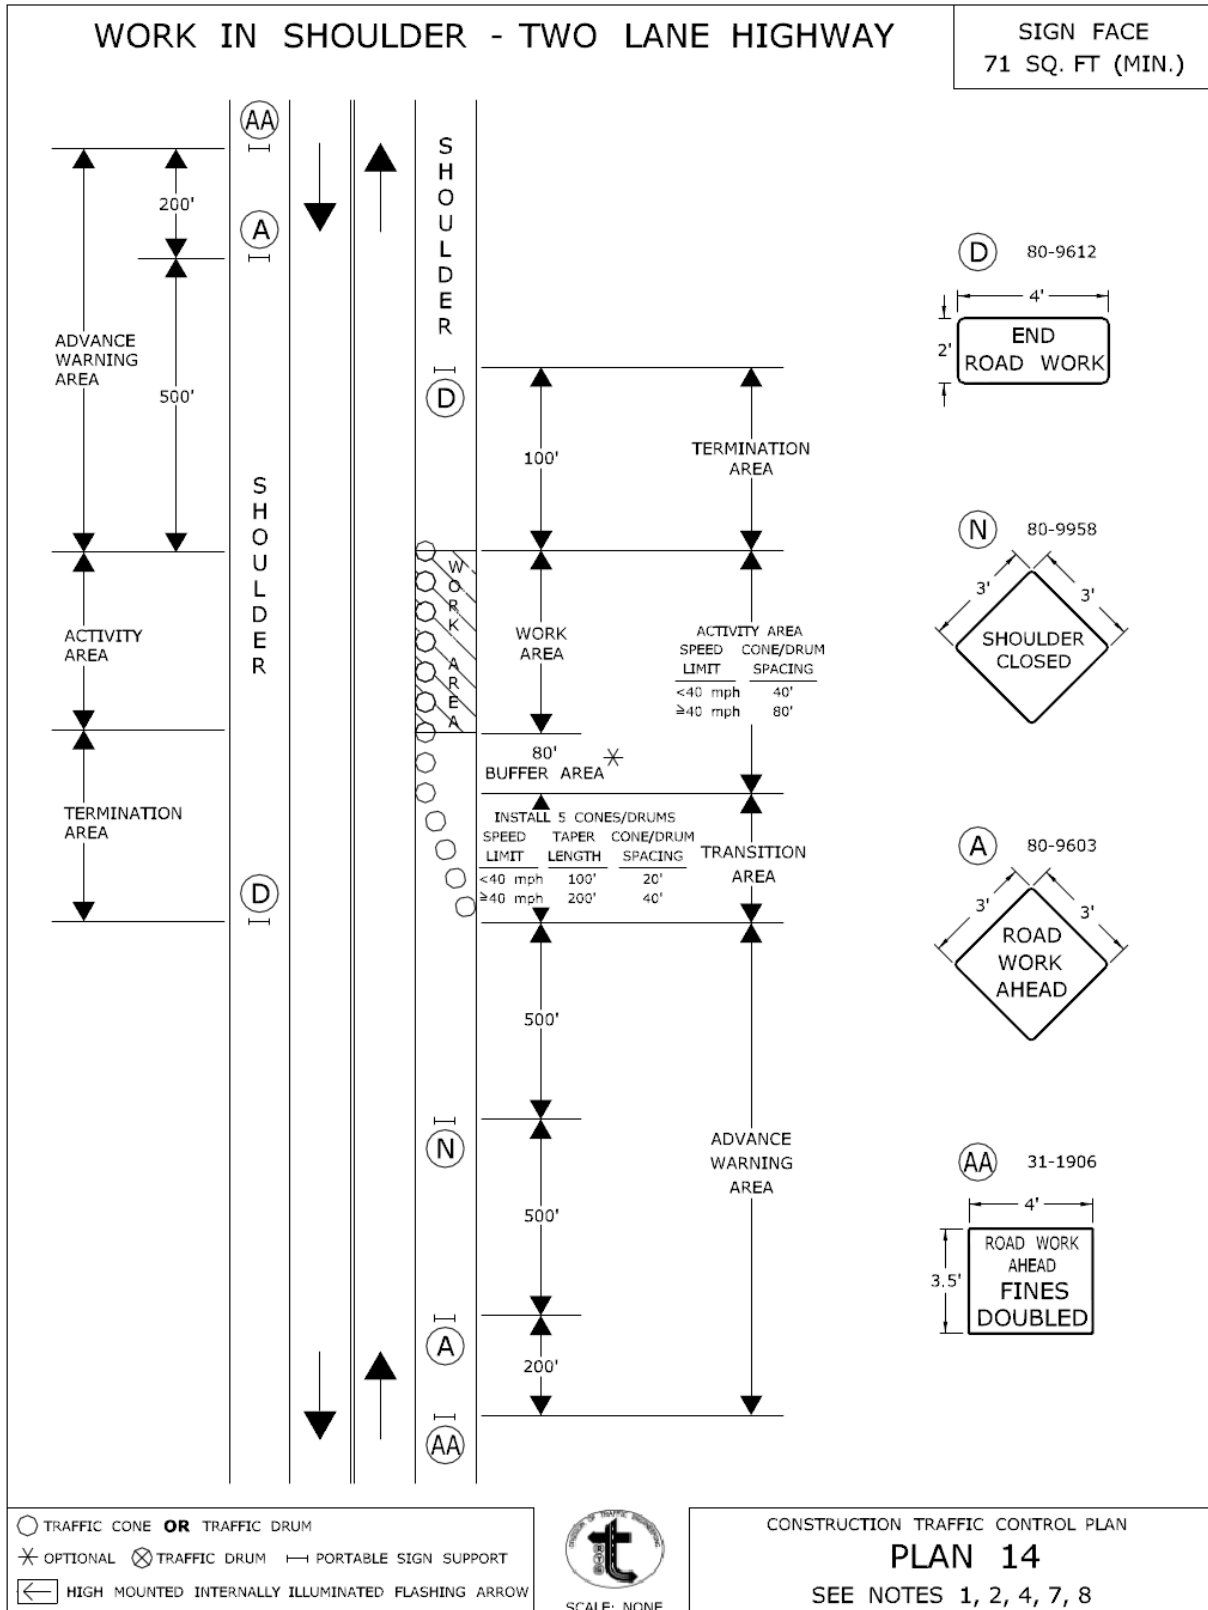 WORK IN SHOULDER - TWO LANE HIGHWAY
SIGN FACE
71 SQ. FT (MIN.)
AA
200'
A
ADVANCE
WARNING
AREA
500'
SHOULDER
ACTIVITY
AREA
TERMINATION
AREA
D
SHOULDER
D
100'
TERMINATION
AREA
WORK AREA
WORK
AREA
ACTIVITY AREA
SPEED CONE/DRUM
LIMIT SPACING
<40 mph 40'
≥40 mph 80'
80'
BUFFER AREA *
INSTALL 5 CONES/DRUMS
SPEED TAPER CONE/DRUM
LIMIT LENGTH SPACING
<40 mph 100' 20'
≥40 mph 200' 40'
TRANSITION
AREA
500'
N
500'
ADVANCE
WARNING
AREA
A
200'
AA
D 80-9612
4'
2'
END
ROAD WORK
N 80-9958
3' 3'
SHOULDER
CLOSED
A 80-9603
3' 3'
ROAD
WORK
AHEAD
AA 31-1906
4'
3.5'
ROAD WORK
AHEAD
FINES
DOUBLED
TRAFFIC CONE OR TRAFFIC DRUM
* OPTIONAL TRAFFIC DRUM PORTABLE SIGN SUPPORT
HIGH MOUNTED INTERNALLY ILLUMINATED FLASHING ARROW
DIVISION OF TRAFFIC ENGINEERING
SCALE: NONE
CONSTRUCTION TRAFFIC CONTROL PLAN
PLAN 14
SEE NOTES 1, 2, 4, 7, 8